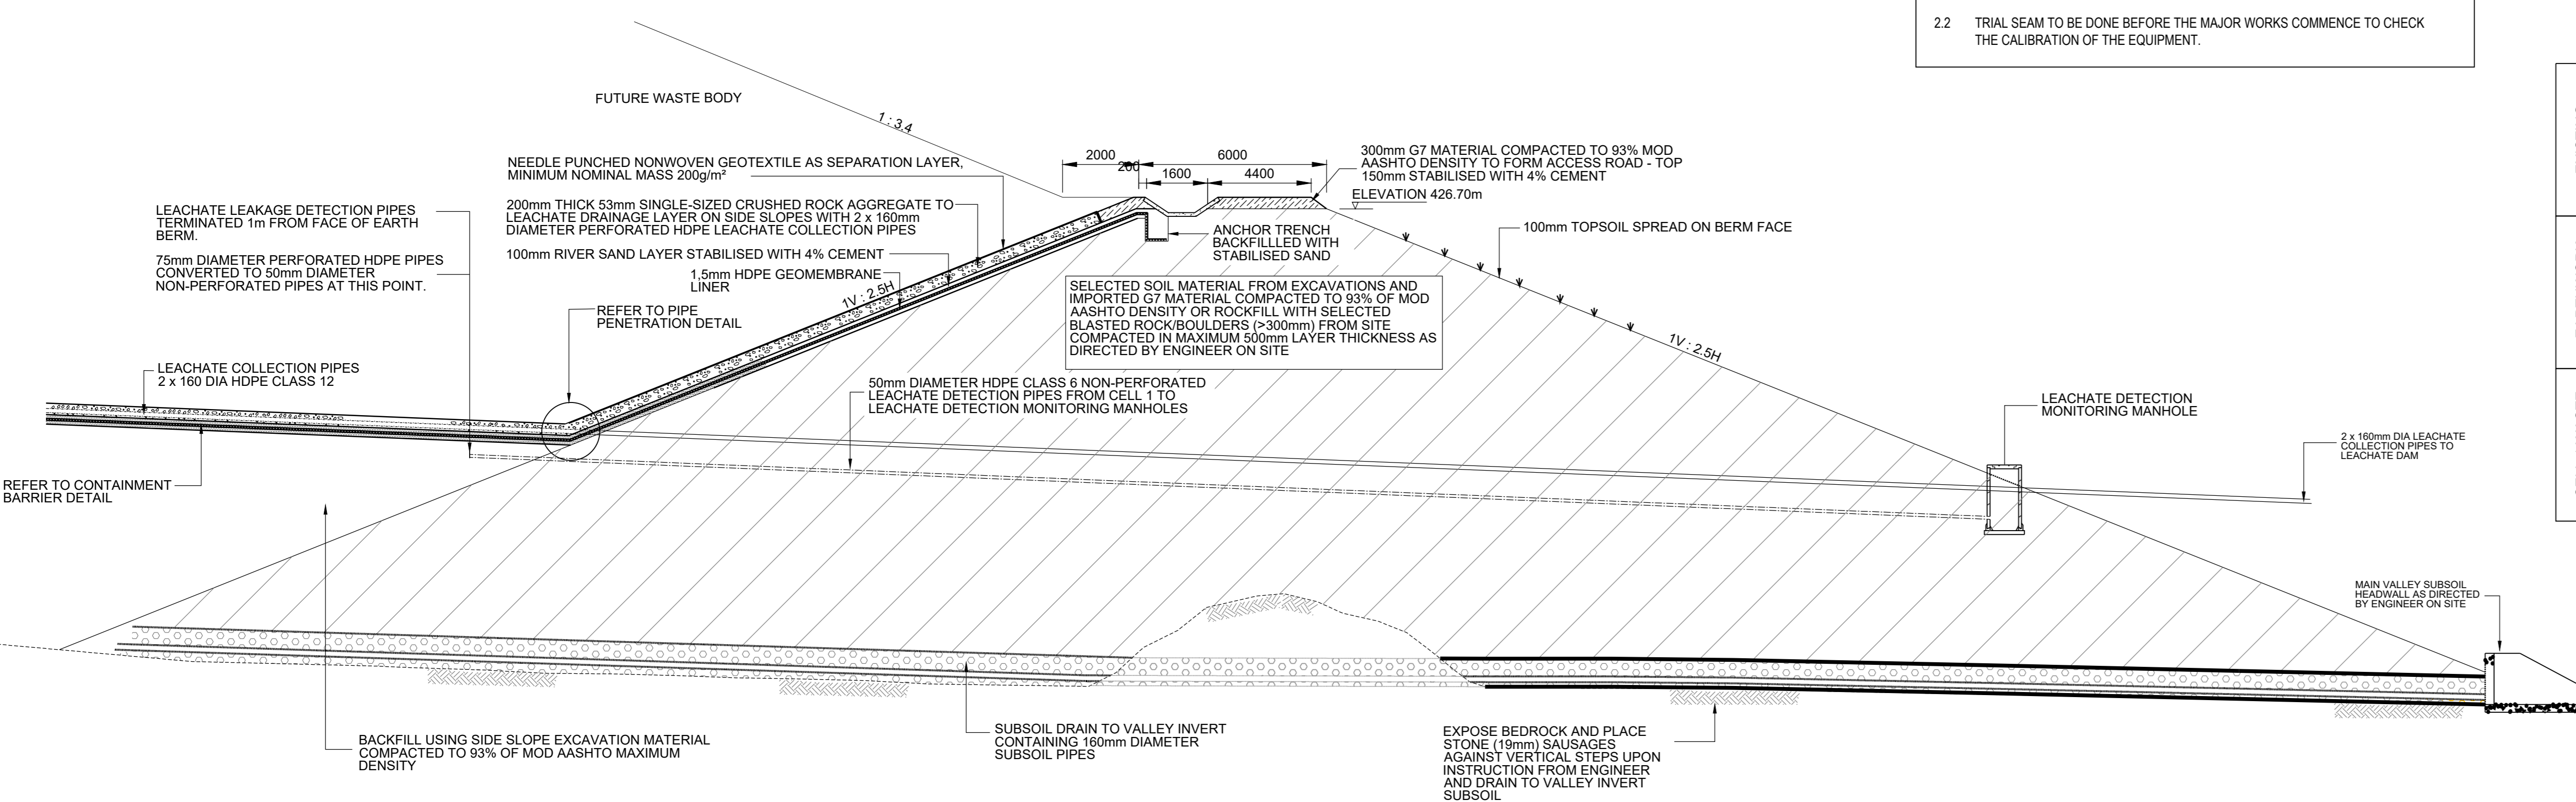 2.2 TRIAL SEAM TO BE DONE BEFORE THE MAJOR WORKS COMMENCE TO CHECK
THE CALIBRATION OF THE EQUIPMENT.
FUTURE WASTE BODY
1 : 3.4
NEEDLE PUNCHED NONWOVEN GEOTEXTILE AS SEPARATION LAYER,
MINIMUM NOMINAL MASS 200g/m²
2000
200
6000
1600
4400
300mm G7 MATERIAL COMPACTED TO 93% MOD
AASHTO DENSITY TO FORM ACCESS ROAD - TOP
150mm STABILISED WITH 4% CEMENT
ELEVATION 426.70m
LEACHATE LEAKAGE DETECTION PIPES
TERMINATED 1m FROM FACE OF EARTH
BERM.
75mm DIAMETER PERFORATED HDPE PIPES
CONVERTED TO 50mm DIAMETER
NON-PERFORATED PIPES AT THIS POINT.
200mm THICK 53mm SINGLE-SIZED CRUSHED ROCK AGGREGATE TO
LEACHATE DRAINAGE LAYER ON SIDE SLOPES WITH 2 x 160mm
DIAMETER PERFORATED HDPE LEACHATE COLLECTION PIPES
100mm RIVER SAND LAYER STABILISED WITH 4% CEMENT
1,5mm HDPE GEOMEMBRANE
LINER
1V : 2.5H
ANCHOR TRENCH
BACKFILLLED WITH
STABILISED SAND
100mm TOPSOIL SPREAD ON BERM FACE
REFER TO PIPE
PENETRATION DETAIL
SELECTED SOIL MATERIAL FROM EXCAVATIONS AND
IMPORTED G7 MATERIAL COMPACTED TO 93% OF MOD
AASHTO DENSITY OR ROCKFILL WITH SELECTED
BLASTED ROCK/BOULDERS (>300mm) FROM SITE
COMPACTED IN MAXIMUM 500mm LAYER THICKNESS AS
DIRECTED BY ENGINEER ON SITE
1V : 2.5H
LEACHATE COLLECTION PIPES
2 x 160 DIA HDPE CLASS 12
50mm DIAMETER HDPE CLASS 6 NON-PERFORATED
LEACHATE DETECTION PIPES FROM CELL 1 TO
LEACHATE DETECTION MONITORING MANHOLES
LEACHATE DETECTION
MONITORING MANHOLE
2 x 160mm DIA LEACHATE
COLLECTION PIPES TO
LEACHATE DAM
REFER TO CONTAINMENT
BARRIER DETAIL
MAIN VALLEY SUBSOIL
HEADWALL AS DIRECTED
BY ENGINEER ON SITE
BACKFILL USING SIDE SLOPE EXCAVATION MATERIAL
COMPACTED TO 93% OF MOD AASHTO MAXIMUM
DENSITY
SUBSOIL DRAIN TO VALLEY INVERT
CONTAINING 160mm DIAMETER
SUBSOIL PIPES
EXPOSE BEDROCK AND PLACE
STONE (19mm) SAUSAGES
AGAINST VERTICAL STEPS UPON
INSTRUCTION FROM ENGINEER
AND DRAIN TO VALLEY INVERT
SUBSOIL